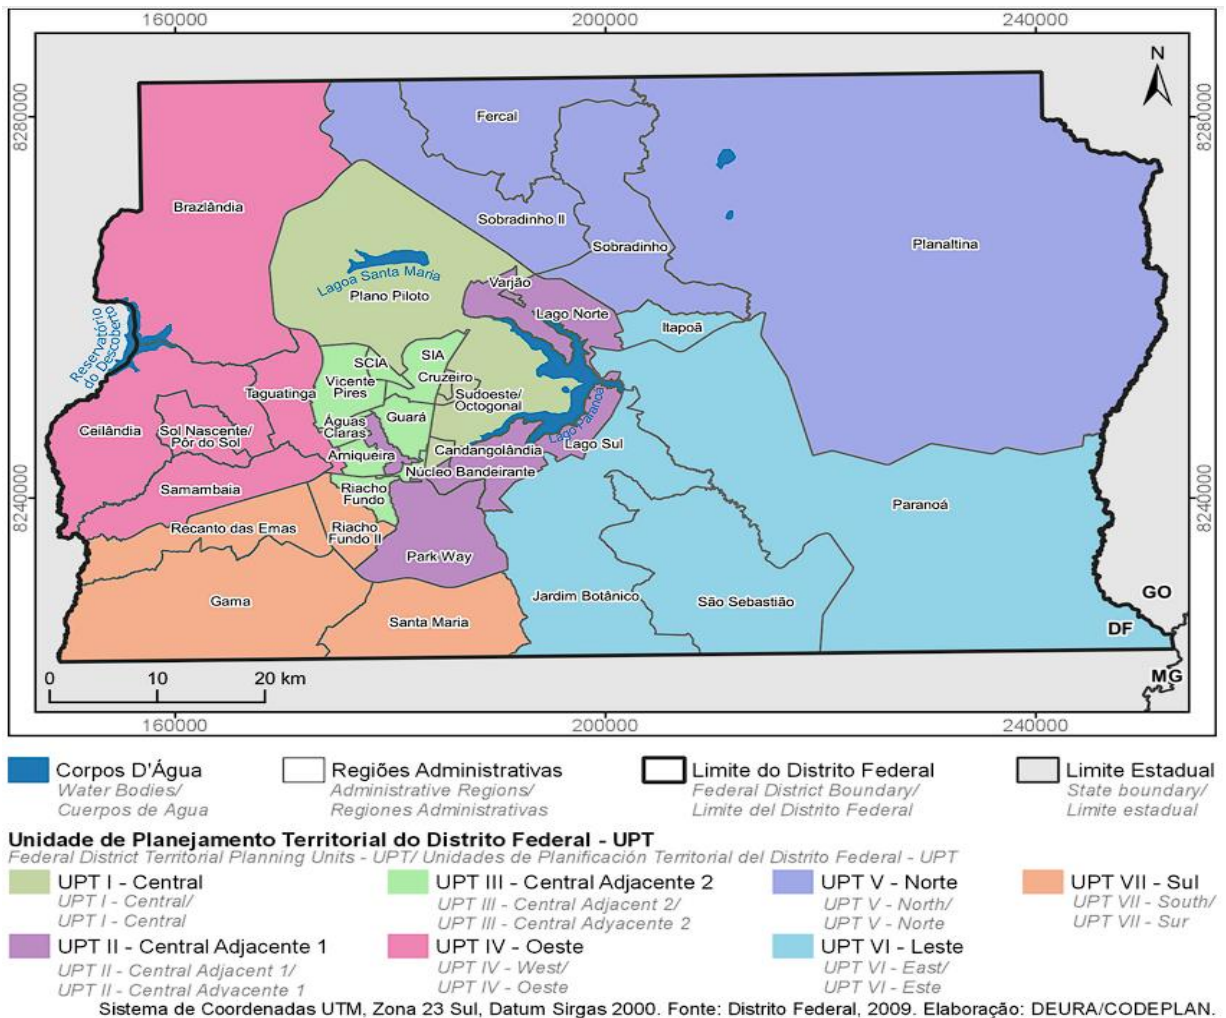 160000
200000
240000
N
8280000
8280000
Fercal
Brazlândia
Sobradinho II
Sobradinho
Planaltina
Lagoa Santa Maria
Plano Piloto
Varjão
Lago Norte
Itapoã
Reservatório
do Descoberto
SCIA
SIA
Vicente
Pires
Cruzeiro
Taguatinga
Sudoeste/
Octogonal
Guará
Águas
Claras
Lago Paranoá
Ceilândia
Sol Nascente/
Pôr do Sol
Lago Sul
Arniqueira
Candangolândia
Núcleo Bandeirante
8240000
8240000
Samambaia
Riacho
Fundo
Paranoá
Recanto das Emas
Riacho
Fundo II
Park Way
Gama
Jardim Botânico
São Sebastião
Santa Maria
GO
DF
MG
0 10 20 km
160000
200000
240000
Corpos D'Água
Water Bodies/
Cuerpos de Agua
Regiões Administrativas
Administrative Regions/
Regiones Administrativas
Limite do Distrito Federal
Federal District Boundary/
Limite del Distrito Federal
Limite Estadual
State boundary/
Limite estadual
Unidade de Planejamento Territorial do Distrito Federal - UPT
Federal District Territorial Planning Units - UPT/ Unidades de Planificación Territorial del Distrito Federal - UPT
UPT I - Central
UPT I - Central/
UPT I - Central
UPT III - Central Adjacente 2
UPT III - Central Adjacent 2/
UPT III - Central Adyacente 2
UPT V - Norte
UPT V - North/
UPT V - Norte
UPT VII - Sul
UPT VII - South/
UPT VII - Sur
UPT II - Central Adjacente 1
UPT II - Central Adjacent 1/
UPT II - Central Adyacente 1
UPT IV - Oeste
UPT IV - West/
UPT IV - Oeste
UPT VI - Leste
UPT VI - East/
UPT VI - Este
Sistema de Coordenadas UTM, Zona 23 Sul, Datum Sirgas 2000. Fonte: Distrito Federal, 2009. Elaboração: DEURA/CODEPLAN.